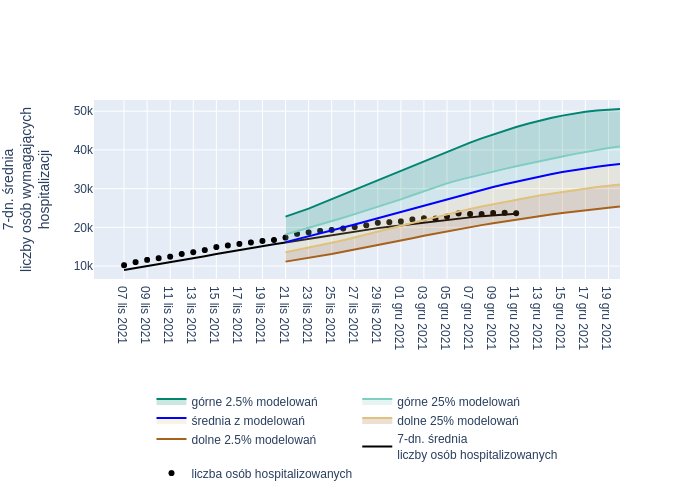 7-dn. średnia
liczby osób wymagających
hospitalizacji
50k
40k
30k
20k
10k
07 lis 2021
09 lis 2021
11 lis 2021
13 lis 2021
15 lis 2021
17 lis 2021
19 lis 2021
21 lis 2021
23 lis 2021
25 lis 2021
27 lis 2021
29 lis 2021
01 gru 2021
03 gru 2021
05 gru 2021
07 gru 2021
09 gru 2021
11 gru 2021
13 gru 2021
15 gru 2021
17 gru 2021
19 gru 2021
górne 2.5% modelowań
górne 25% modelowań
średnia z modelowań
dolne 25% modelowań
dolne 2.5% modelowań
7-dn. średnia
liczby osób hospitalizowanych
liczba osób hospitalizowanych